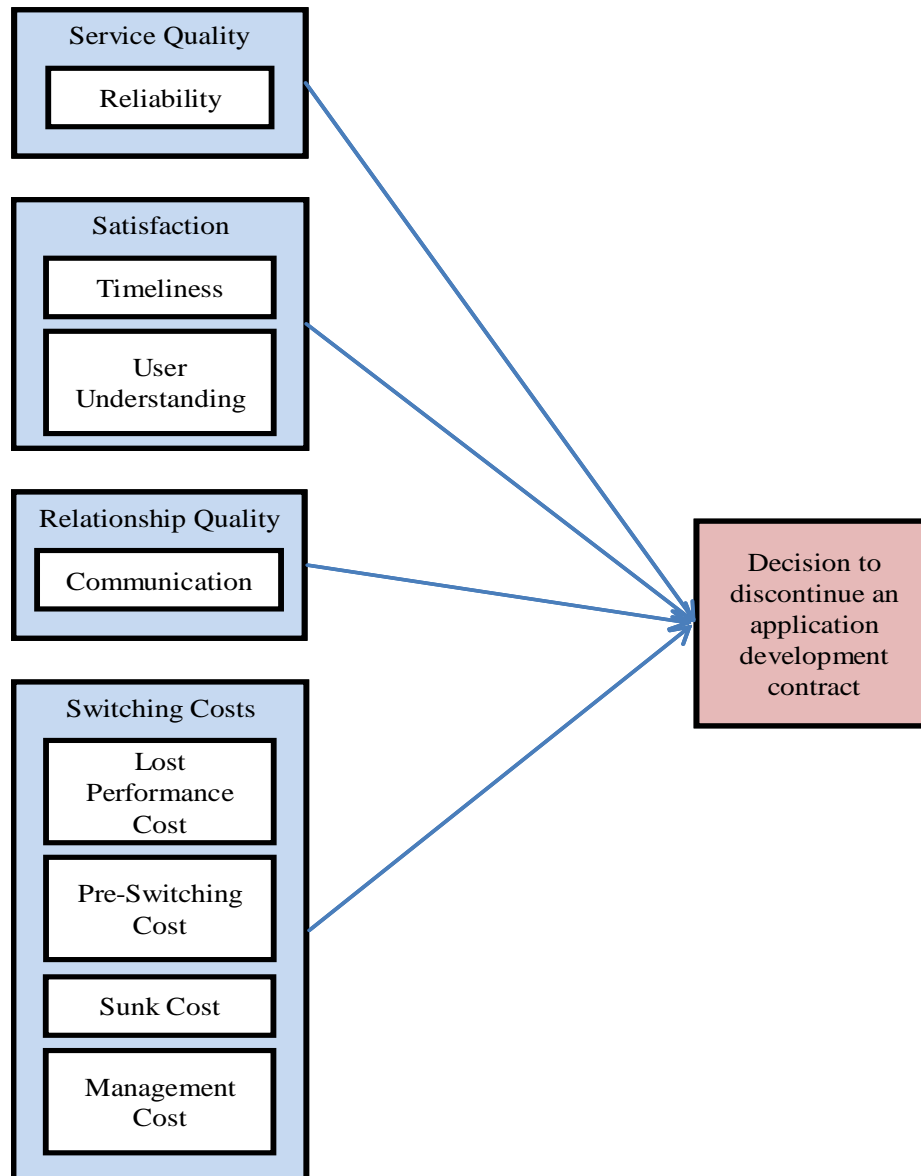 Service Quality
Reliability
Satisfaction
Timeliness
User
Understanding
Relationship Quality
Communication
Switching Costs
Lost
Performance
Cost
Pre-Switching
Cost
Sunk Cost
Management
Cost
Decision to
discontinue an
application
development
contract